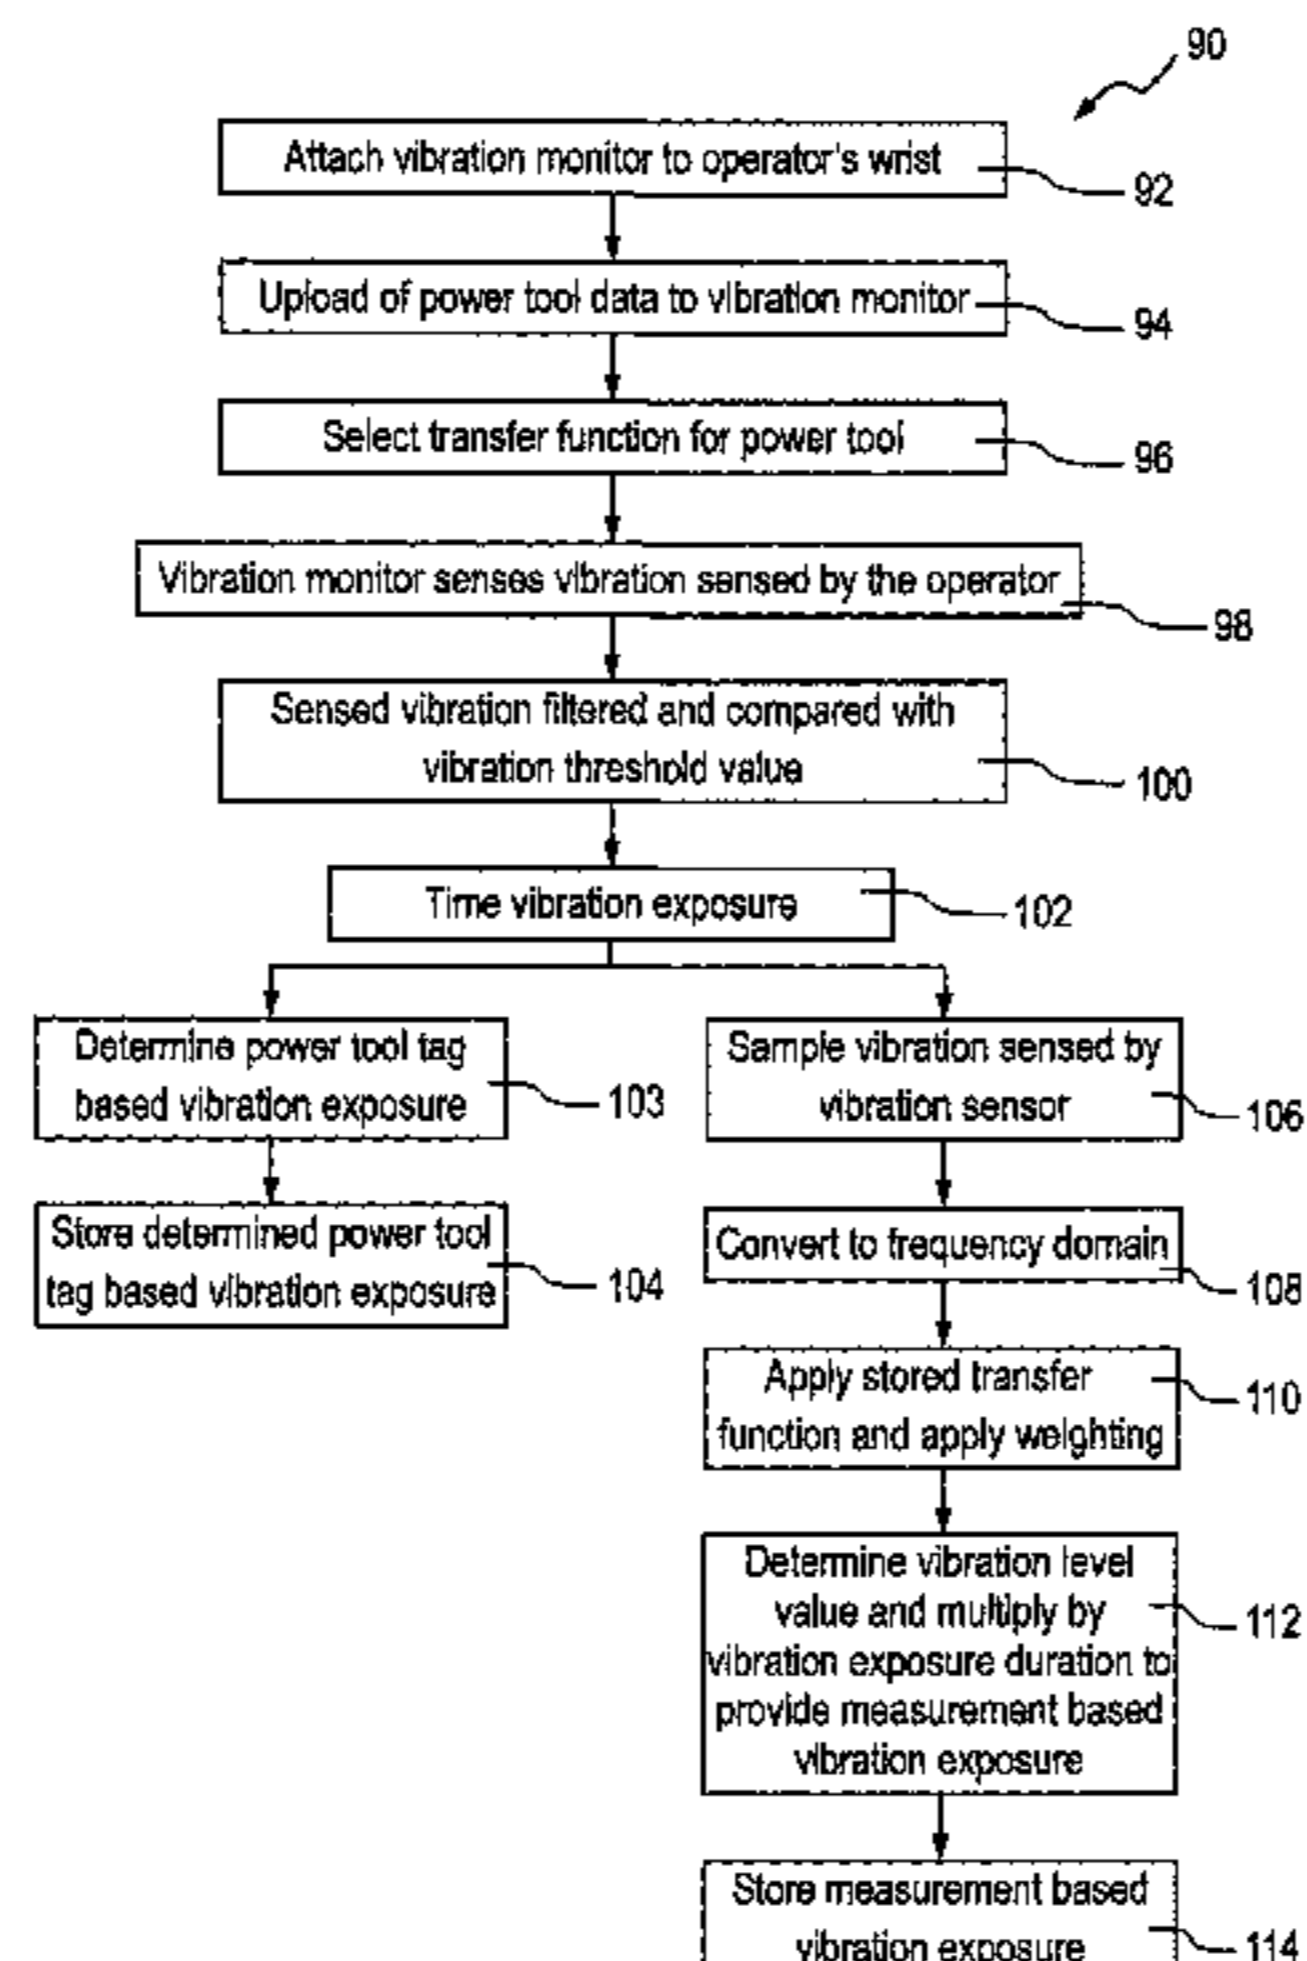 90
Attach vibration monitor to operator's wrist
92
Upload of power tool data to vibration monitor
94
Select transfer function for power tool
96
Vibration monitor senses vibration sensed by the operator
98
Sensed vibration filtered and compared with
vibration threshold value
100
Time vibration exposure
102
Determine power tool tag
based vibration exposure
103
Store determined power tool
tag based vibration exposure
104
Sample vibration sensed by
vibration sensor
106
Convert to frequency domain
108
Apply stored transfer
function and apply weighting
110
Determine vibration level
value and multiply by
vibration exposure duration to
provide measurement based
vibration exposure
112
Store measurement based
vibration exposure
114